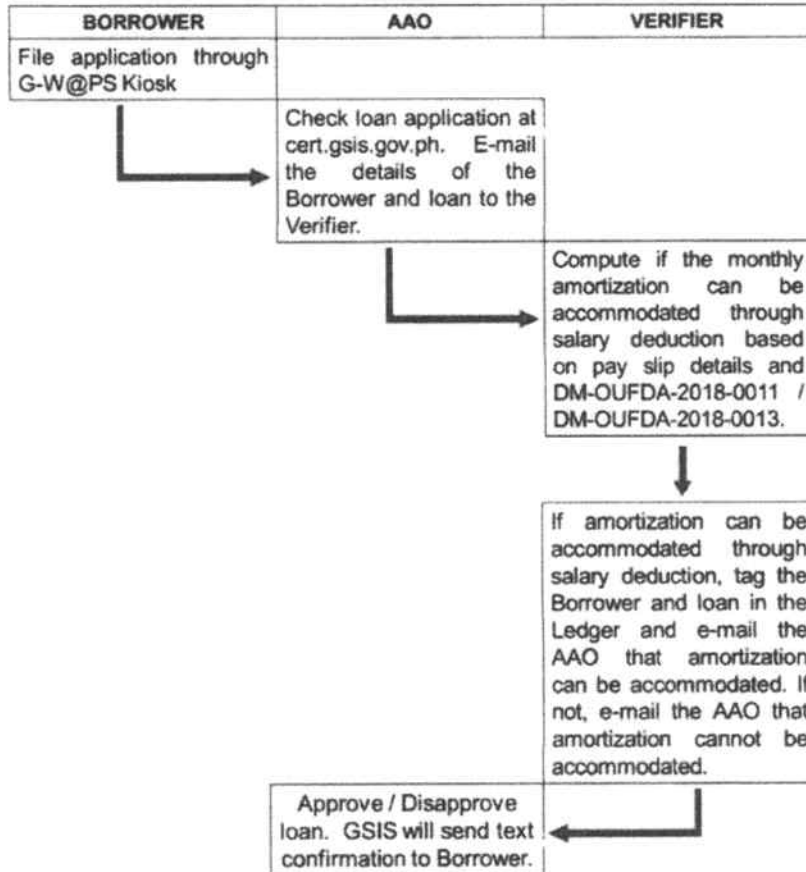 BORROWER AAO VERIFIER
File application through
G-W@PS Kiosk
Check loan application at
cert.gsis.gov.ph. E-mail
the details of the
Borrower and loan to the
Verifier.
Compute if the monthly
amortization can be
accommodated through
salary deduction based
on pay slip details and
DM-OUFDA-2018-0011 /
DM-OUFDA-2018-0013.
If amortization can be
accommodated through
salary deduction, tag the
Borrower and loan in the
Ledger and e-mail the
AAO that amortization
can be accommodated. If
not, e-mail the AAO that
amortization cannot be
accommodated.
Approve / Disapprove
loan. GSIS will send text
confirmation to Borrower.